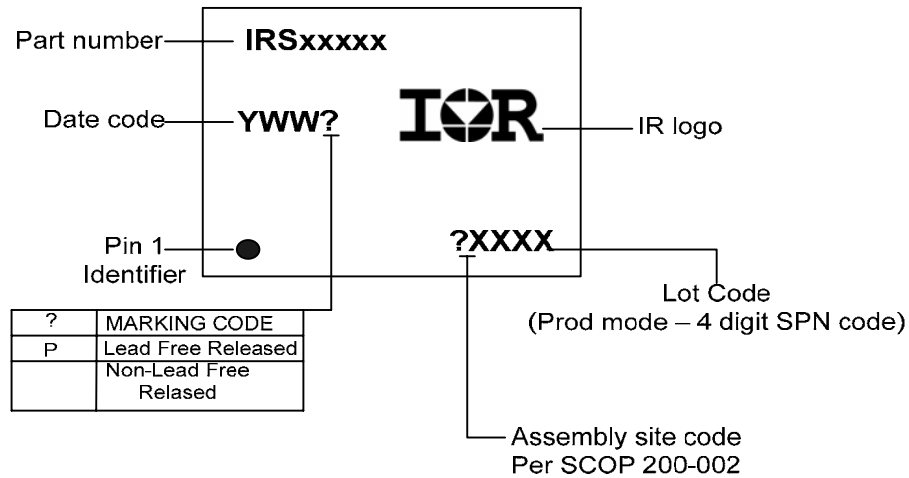 Part number
IRSxxxxx
Date code
YWW?
IOR
IR logo
Pin 1
Identifier
?XXXX
Lot Code
(Prod mode – 4 digit SPN code)
? MARKING CODE
P Lead Free Released
Non-Lead Free
Relased
Assembly site code
Per SCOP 200-002